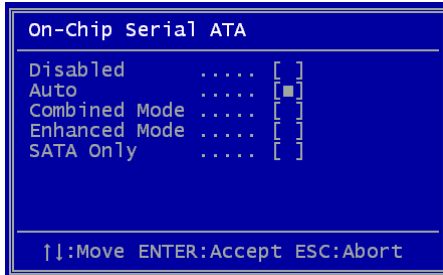 On-Chip Serial ATA
Disabled ..... [ ]
Auto ..... [■]
Combined Mode ..... [ ]
Enhanced Mode ..... [ ]
SATA Only ..... [ ]
↑↓:Move ENTER:Accept ESC:Abort